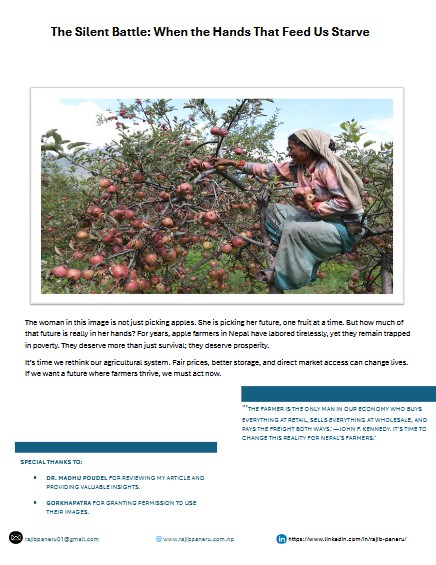 The Silent Battle: When the Hands That Feed Us Starve
The woman in this image is not just picking apples. She is picking her future, one fruit at a time. But how much of
that future is really in her hands? For years, apple farmers in Nepal have labored tirelessly, yet they remain trapped
in poverty. They deserve more than just survival; they deserve prosperity.
It's time we rethink our agricultural system. Fair prices, better storage, and direct market access can change lives.
If we want a future where farmers thrive, we must act now.
"'THE FARMER IS THE ONLY MAN IN OUR ECONOMY WHO BUYS
EVERYTHING AT RETAIL, SELLS EVERYTHING AT WHOLESALE, AND
PAYS THE FREIGHT BOTH WAYS.' —JOHN F. KENNEDY. IT'S TIME TO
CHANGE THIS REALITY FOR NEPAL'S FARMERS."
SPECIAL THANKS TO:
• DR. MADHU POUDEL FOR REVIEWING MY ARTICLE AND
PROVIDING VALUABLE INSIGHTS.
• GORKHAPATRA FOR GRANTING PERMISSION TO USE
THEIR IMAGES.
rajibpaneru01@gmail.com
www.rajibpaneru.com.np
https://www.linkedin.com/in/rajib-paneru/